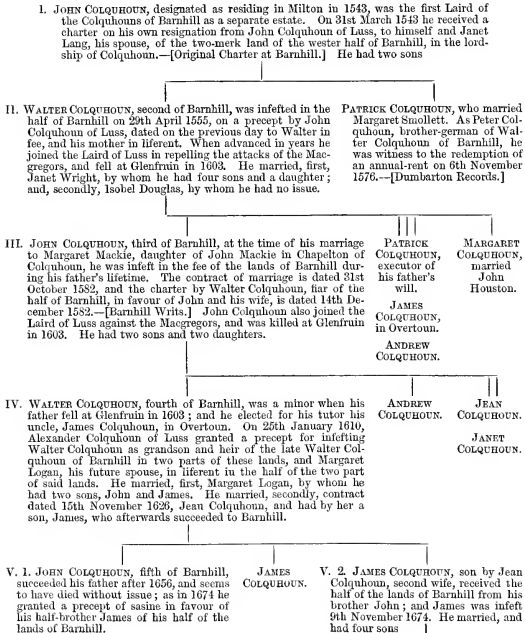 I. JOHN COLQUHOUN, designated as residing in Milton in 1543, was the first Laird of
the Colquhouns of Barnhill as a separate estate. On 31st March 1543 he received a
charter on his own resignation from John Colquhoun of Luss, to himself and Janet
Lang, his spouse, of the two-merk land of the wester half of Barnhill, in the lord-
ship of Colquhoun.—[Original Charter at Barnhill.] He had two sons
II. WALTER COLQUHOUN, second of Barnhill, was infefted in the
half of Barnhill on 29th April 1555, on a precept by John
Colquhoun of Luss, dated on the previous day to Walter in
fee, and his mother in liferent. When advanced in years he
joined the Laird of Luss in repelling the attacks of the Mac-
gregors, and fell at Glenfruin in 1603. He married, first,
Janet Wright, by whom he had four sons and a daughter;
and, secondly, Isobel Douglas, by whom he had no issue.
PATRICK COLQUHOUN, who married
Margaret Smollett. As Peter Col-
quhoun, brother-german of Wal-
ter Colquhoun of Barnhill, he
was witness to the redemption of
an annual-rent on 6th November
1576.—[Dumbarton Records.]
III. JOHN COLQUHOUN, third of Barnhill, at the time of his marriage
to Margaret Mackie, daughter of John Mackie in Chapelton of
Colquhoun, he was infeft in the fee of the lands of Barnhill dur-
ing his father's lifetime. The contract of marriage is dated 31st
October 1582, and the charter by Walter Colquhoun, fiar of the
half of Barnhill, in favour of John and his wife, is dated 14th De-
cember 1582.—[Barnhill Writs.] John Colquhoun also joined the
Laird of Luss against the Macgregors, and was killed at Glenfruin
in 1603. He had two sons and two daughters.
PATRICK
COLQUHOUN,
executor of
his father's
will.
JAMES
COLQUHOUN,
in Overtoun.
ANDREW
COLQUHOUN.
MARGARET
COLQUHOUN,
married
John
Houston.
IV. WALTER COLQUHOUN, fourth of Barnhill, was a minor when his
father fell at Glenfruin in 1603; and he elected for his tutor his
uncle, James Colquhoun, in Overtoun. On 25th January 1610,
Alexander Colquhoun of Luss granted a precept for infefting
Walter Colquhoun as grandson and heir of the late Walter Col-
quhoun of Barnhill in two parts of these lands, and Margaret
Logan, his future spouse, in liferent in the half of the two part
of said lands. He married, first, Margaret Logan, by whom he
had two sons, John and James. He married, secondly, contract
dated 15th November 1626, Jean Colquhoun, and had by her a
son, James, who afterwards succeeded to Barnhill.
ANDREW
COLQUHOUN.
JEAN
COLQUHOUN.
JANET
COLQUHOUN.
V. 1. JOHN COLQUHOUN, fifth of Barnhill,
succeeded his father after 1656, and seems
to have died without issue; as in 1674 he
granted a precept of sasine in favour of
his half-brother James of his half of the
lands of Barnhill.
JAMES
COLQUHOUN.
V. 2. JAMES COLQUHOUN, son by Jean
Colquhoun, second wife, received the
half of the lands of Barnhill from his
brother John; and James was infeft
9th November 1674. He married, and
had four sons